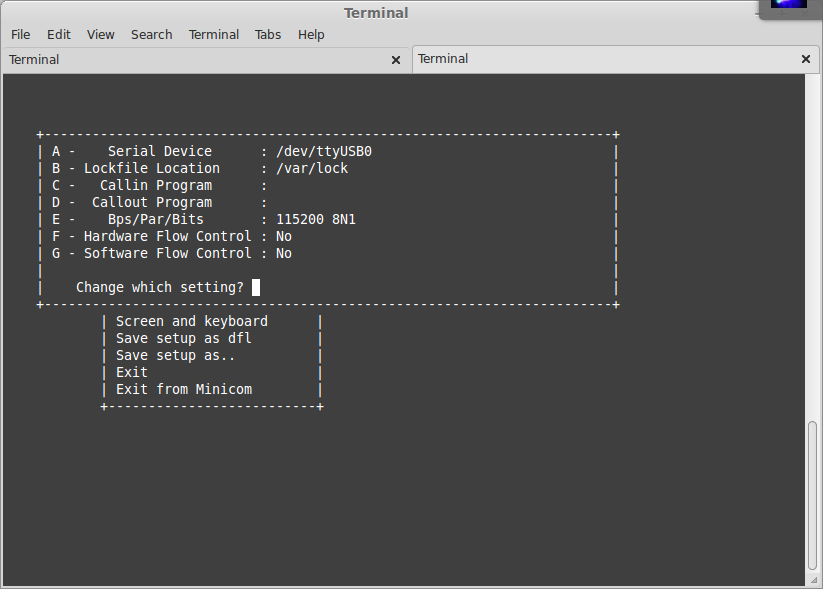 Terminal
File Edit View Search Terminal Tabs Help
Terminal × Terminal ×
+-----------------------------------------------------------------------+
| A -    Serial Device      : /dev/ttyUSB0                              |
| B - Lockfile Location     : /var/lock                                 |
| C -   Callin Program      :                                           |
| D -  Callout Program      :                                           |
| E -    Bps/Par/Bits       : 115200 8N1                                |
| F - Hardware Flow Control : No                                        |
| G - Software Flow Control : No                                        |
|                                                                       |
|    Change which setting?                                              |
+-----------------------------------------------------------------------+
        | Screen and keyboard      |
        | Save setup as dfl        |
        | Save setup as..          |
        | Exit                     |
        | Exit from Minicom        |
        +--------------------------+